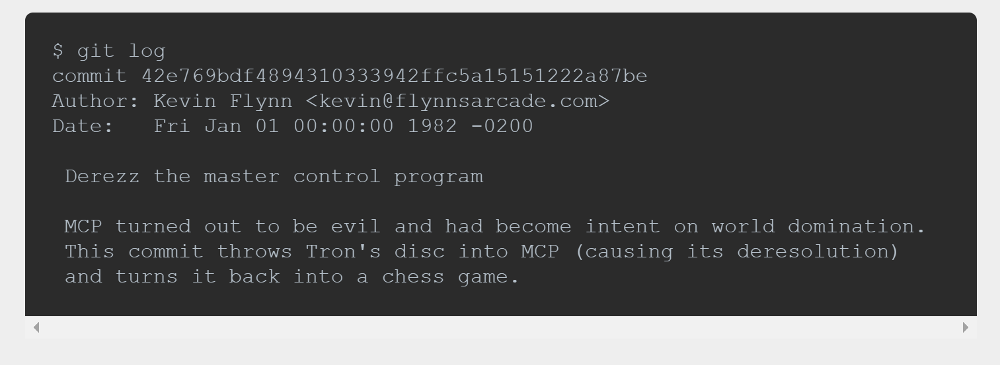 $ git log
commit 42e769bdf4894310333942ffc5a15151222a87be
Author: Kevin Flynn <kevin@flynnsarcade.com>
Date:   Fri Jan 01 00:00:00 1982 -0200
Derezz the master control program
MCP turned out to be evil and had become intent on world domination.
This commit throws Tron's disc into MCP (causing its deresolution)
and turns it back into a chess game.